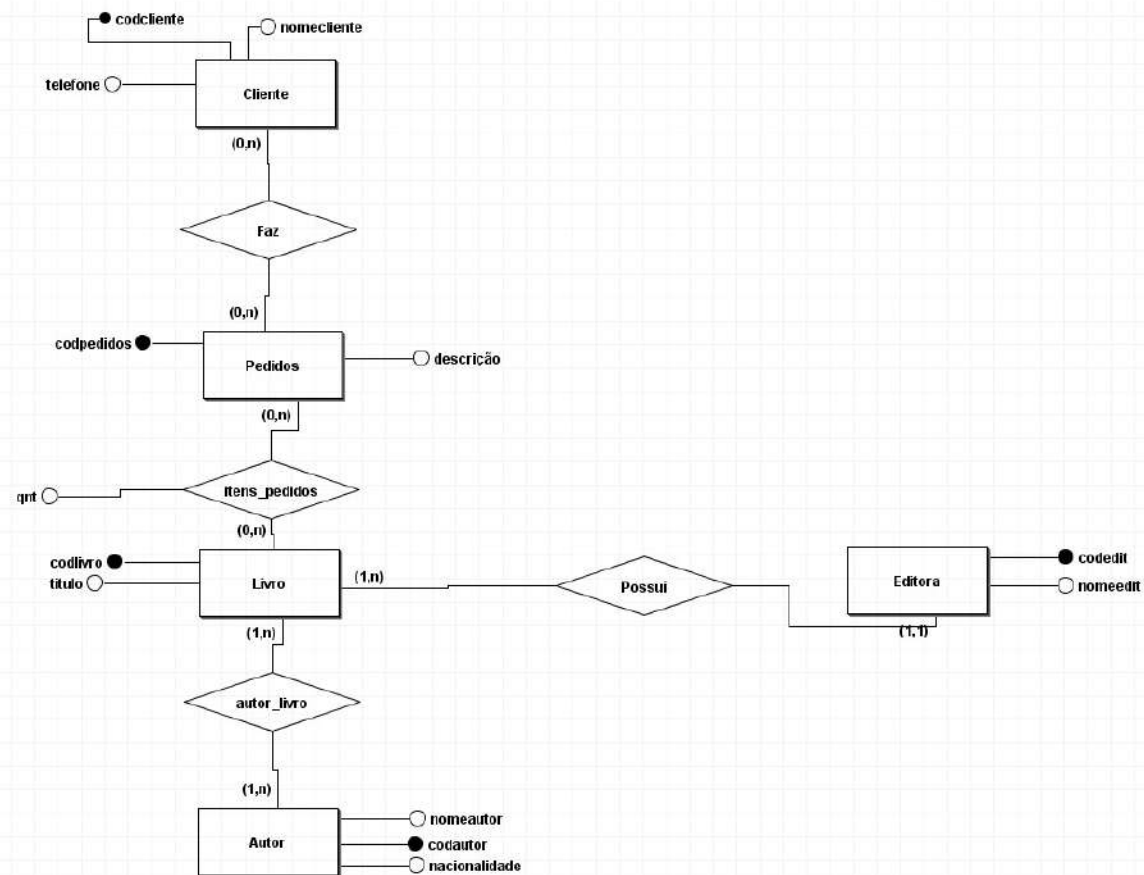 codcliente
nomecliente
telefone
Cliente
(0,n)
Faz
(0,n)
codpedidos
Pedidos
descrição
(0,n)
qnt
itens_pedidos
(0,n)
codlivro
titulo
Livro
(1,n)
Possui
Editora
codedit
nomeedit
(1,1)
(1,n)
autor_livro
(1,n)
Autor
nomeautor
codautor
nacionalidade